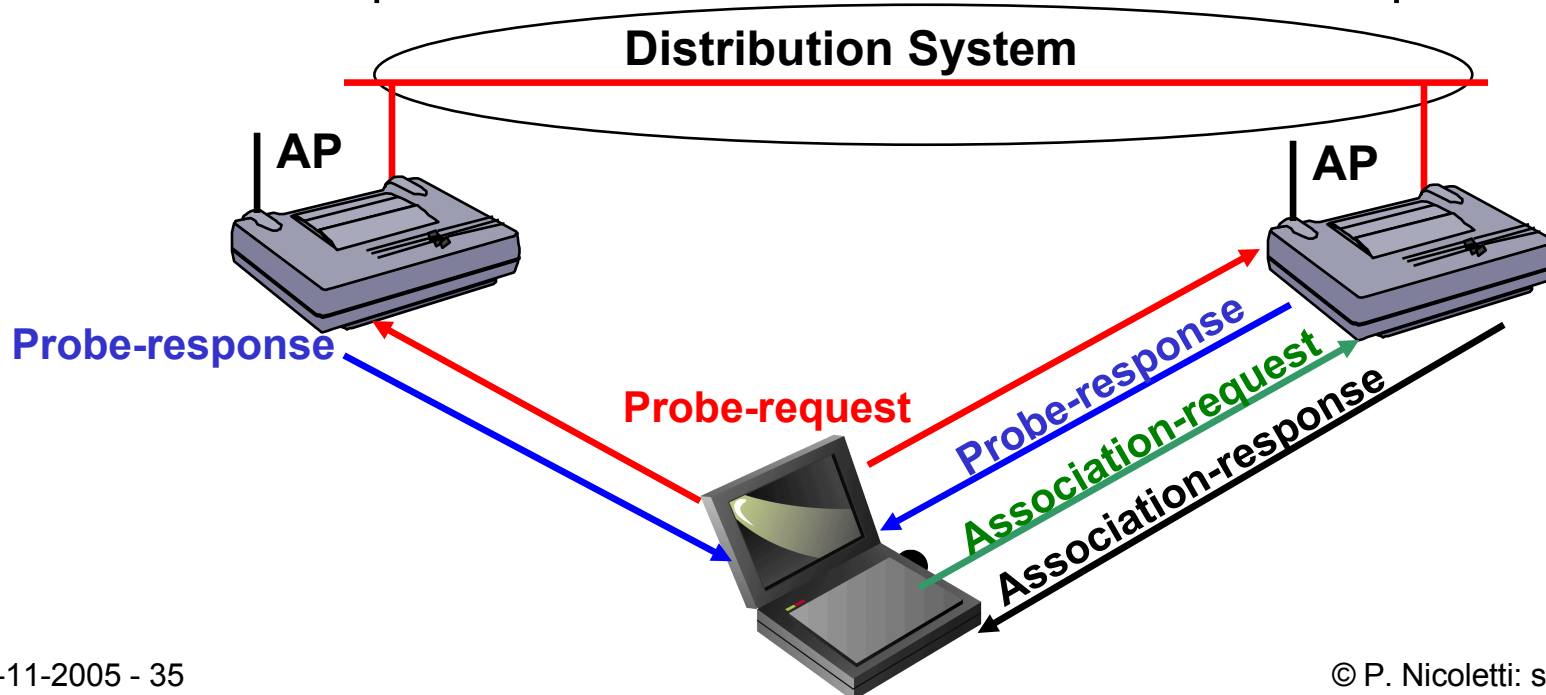 Distribution System
AP
AP
Probe-response
Probe-request
Probe-response
Association-request
Association-response
-11-2005 - 35
© P. Nicoletti: s